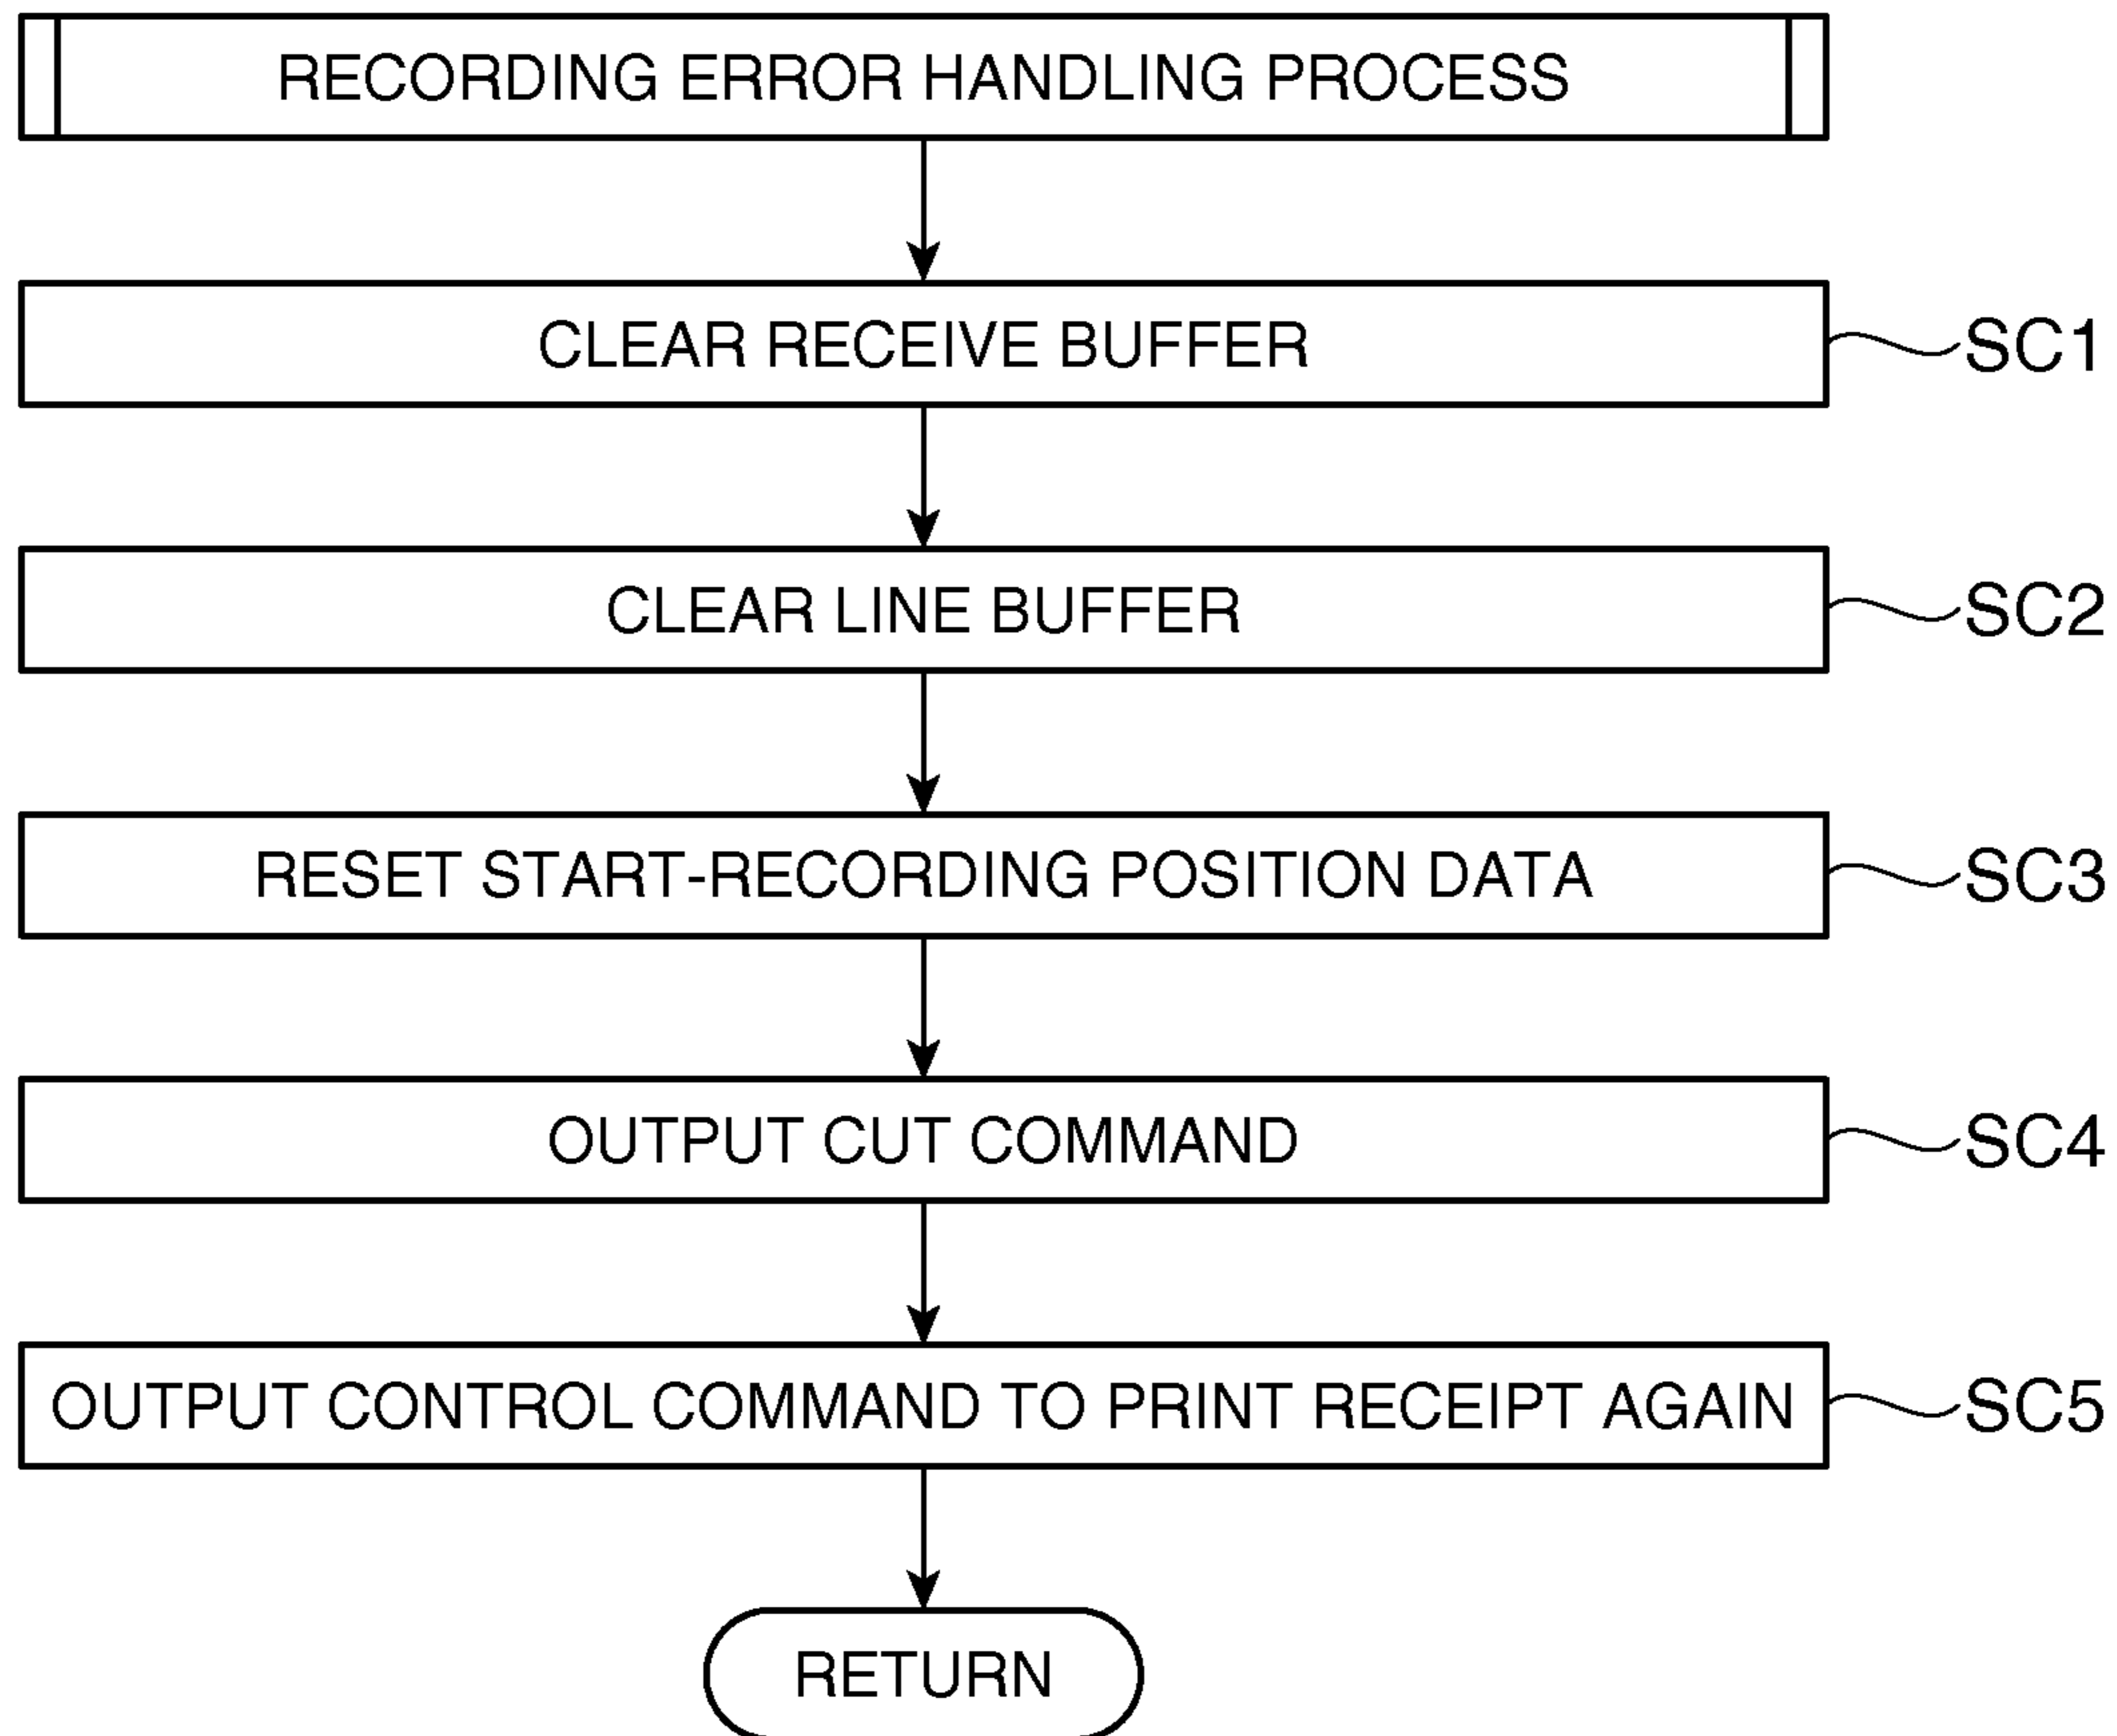 RECORDING ERROR HANDLING PROCESS
CLEAR RECEIVE BUFFER
SC1
CLEAR LINE BUFFER
SC2
RESET START-RECORDING POSITION DATA
SC3
OUTPUT CUT COMMAND
SC4
OUTPUT CONTROL COMMAND TO PRINT RECEIPT AGAIN
SC5
RETURN